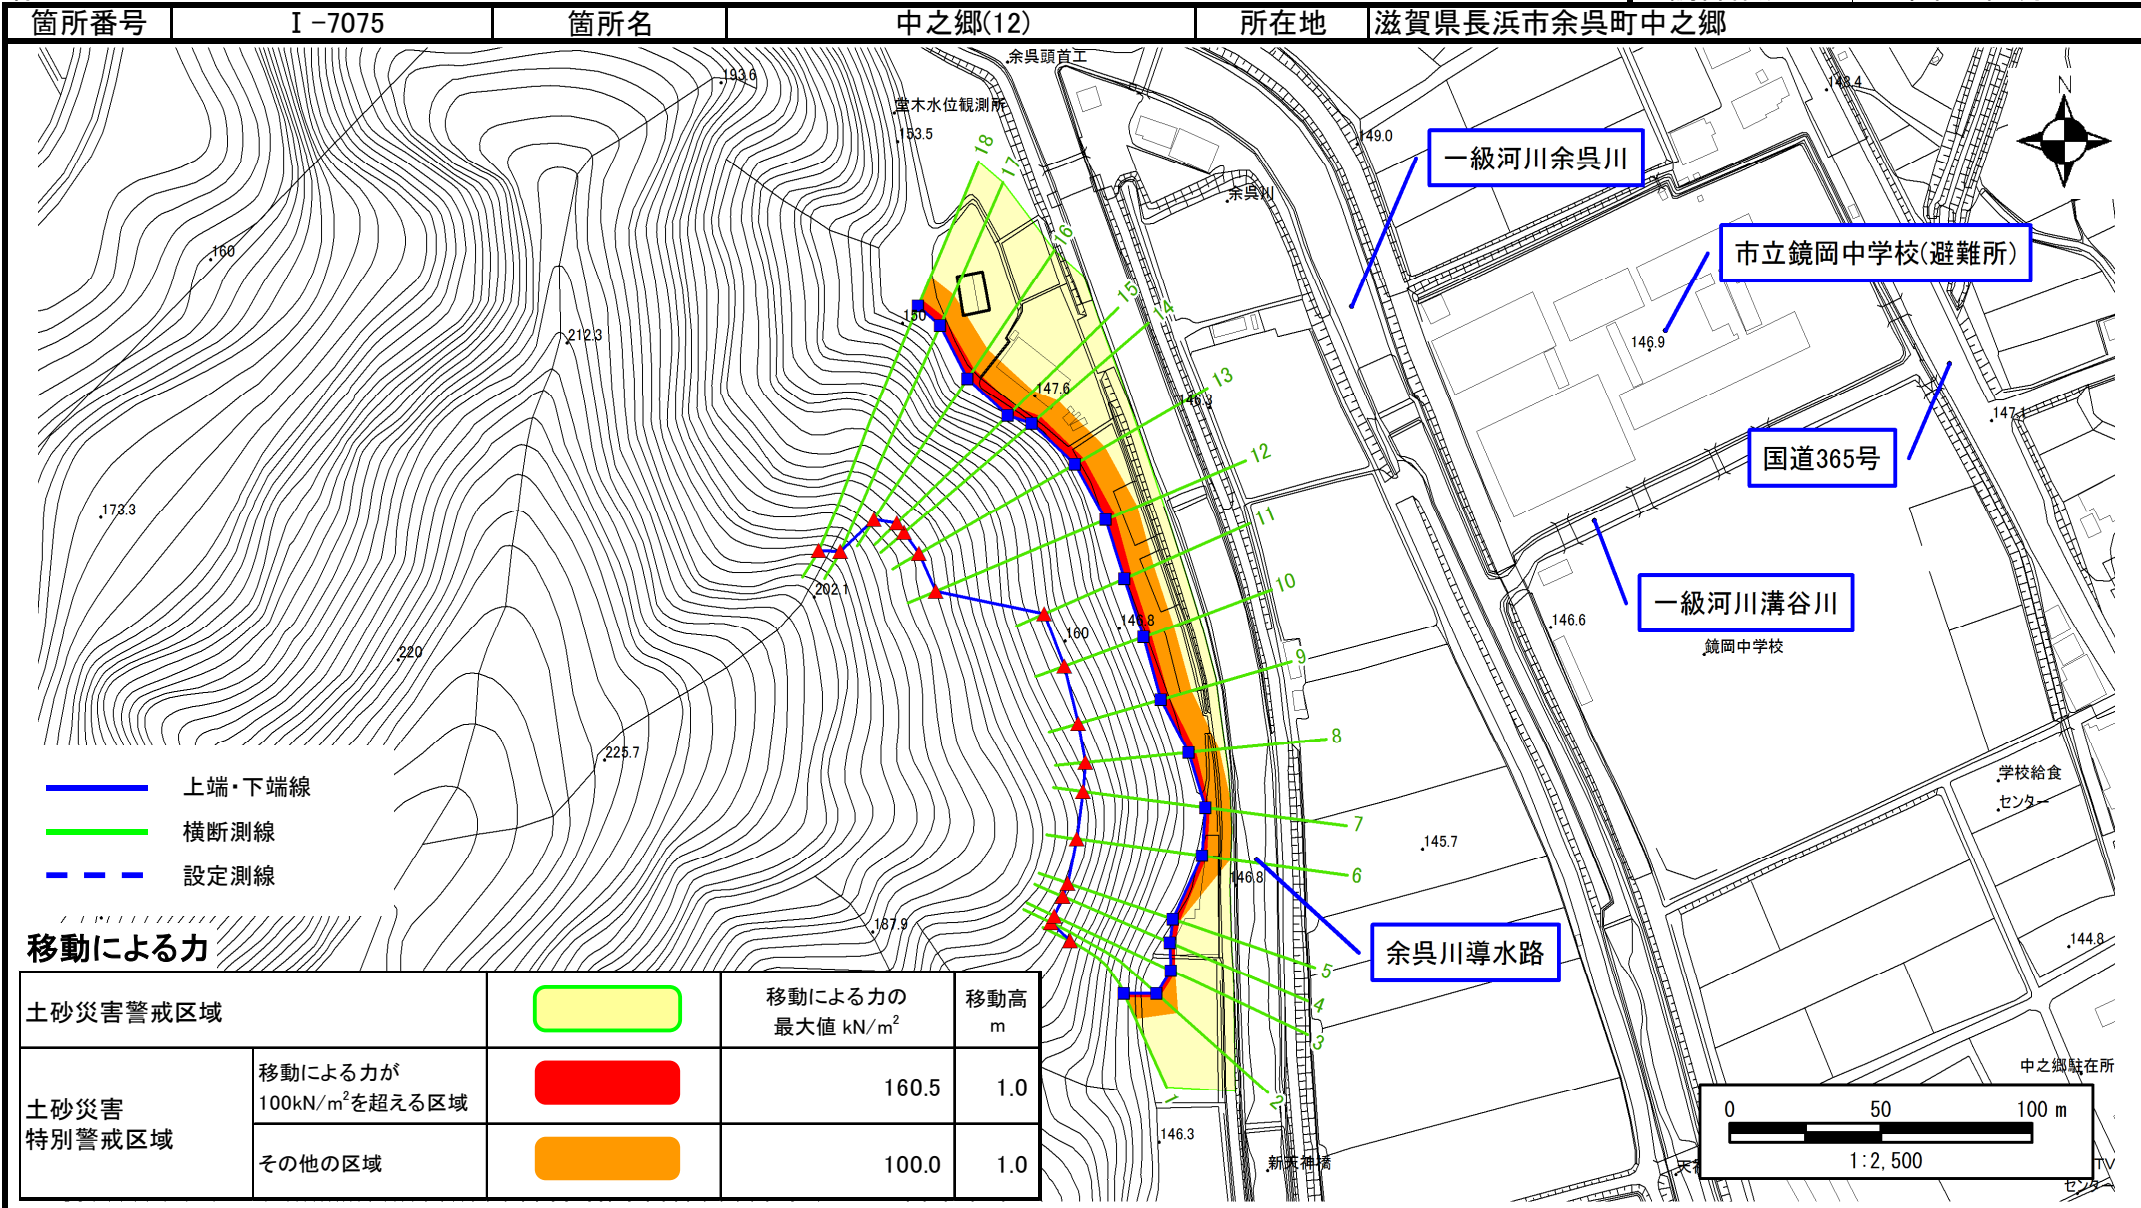 箇所番号
Ⅰ-7075
箇所名
中之郷(12)
所在地
滋賀県長浜市余呉町中之郷
余呉頭首工
193.6
堂木水位観測所
153.5
148.4
149.0
N
一級河川余呉川
余呉川
市立鏡岡中学校(避難所)
18
17
16
15
14
13
12
11
10
9
8
7
6
5
4
3
2
1
160
150
212.3
147.6
146.3
146.9
147.1
国道365号
173.3
202.1
160
146.8
一級河川溝谷川
146.6
鏡岡中学校
220
225.7
学校給食
センター
145.7
146.8
187.9
余呉川導水路
144.8
上端・下端線
横断測線
設定測線
移動による力
土砂災害警戒区域
移動による力の
最大値 kN/m²
移動高
m
土砂災害
特別警戒区域
移動による力が
100kN/m²を超える区域
160.5
1.0
その他の区域
100.0
1.0
146.3
新天神橋
中之郷駐在所
0 50 100 m
1:2,500
TV
センター